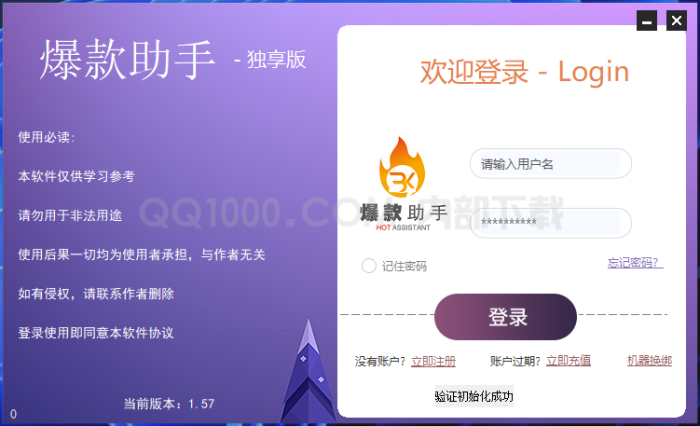 爆款助手 - 独享版
使用必读:
本软件仅供学习参考
请勿用于非法用途
使用后果一切均为使用者承担，与作者无关
如有侵权，请联系作者删除
登录使用即同意本软件协议
当前版本：1.57
0
欢迎登录 - Login
3K
爆款助手
HOT ASSISTANT
请输入用户名
**********
记住密码
忘记密码？
登录
没有账户？ 立即注册 账户过期？ 立即充值 机器换绑
验证初始化成功
QQ1000.COM 内部下载